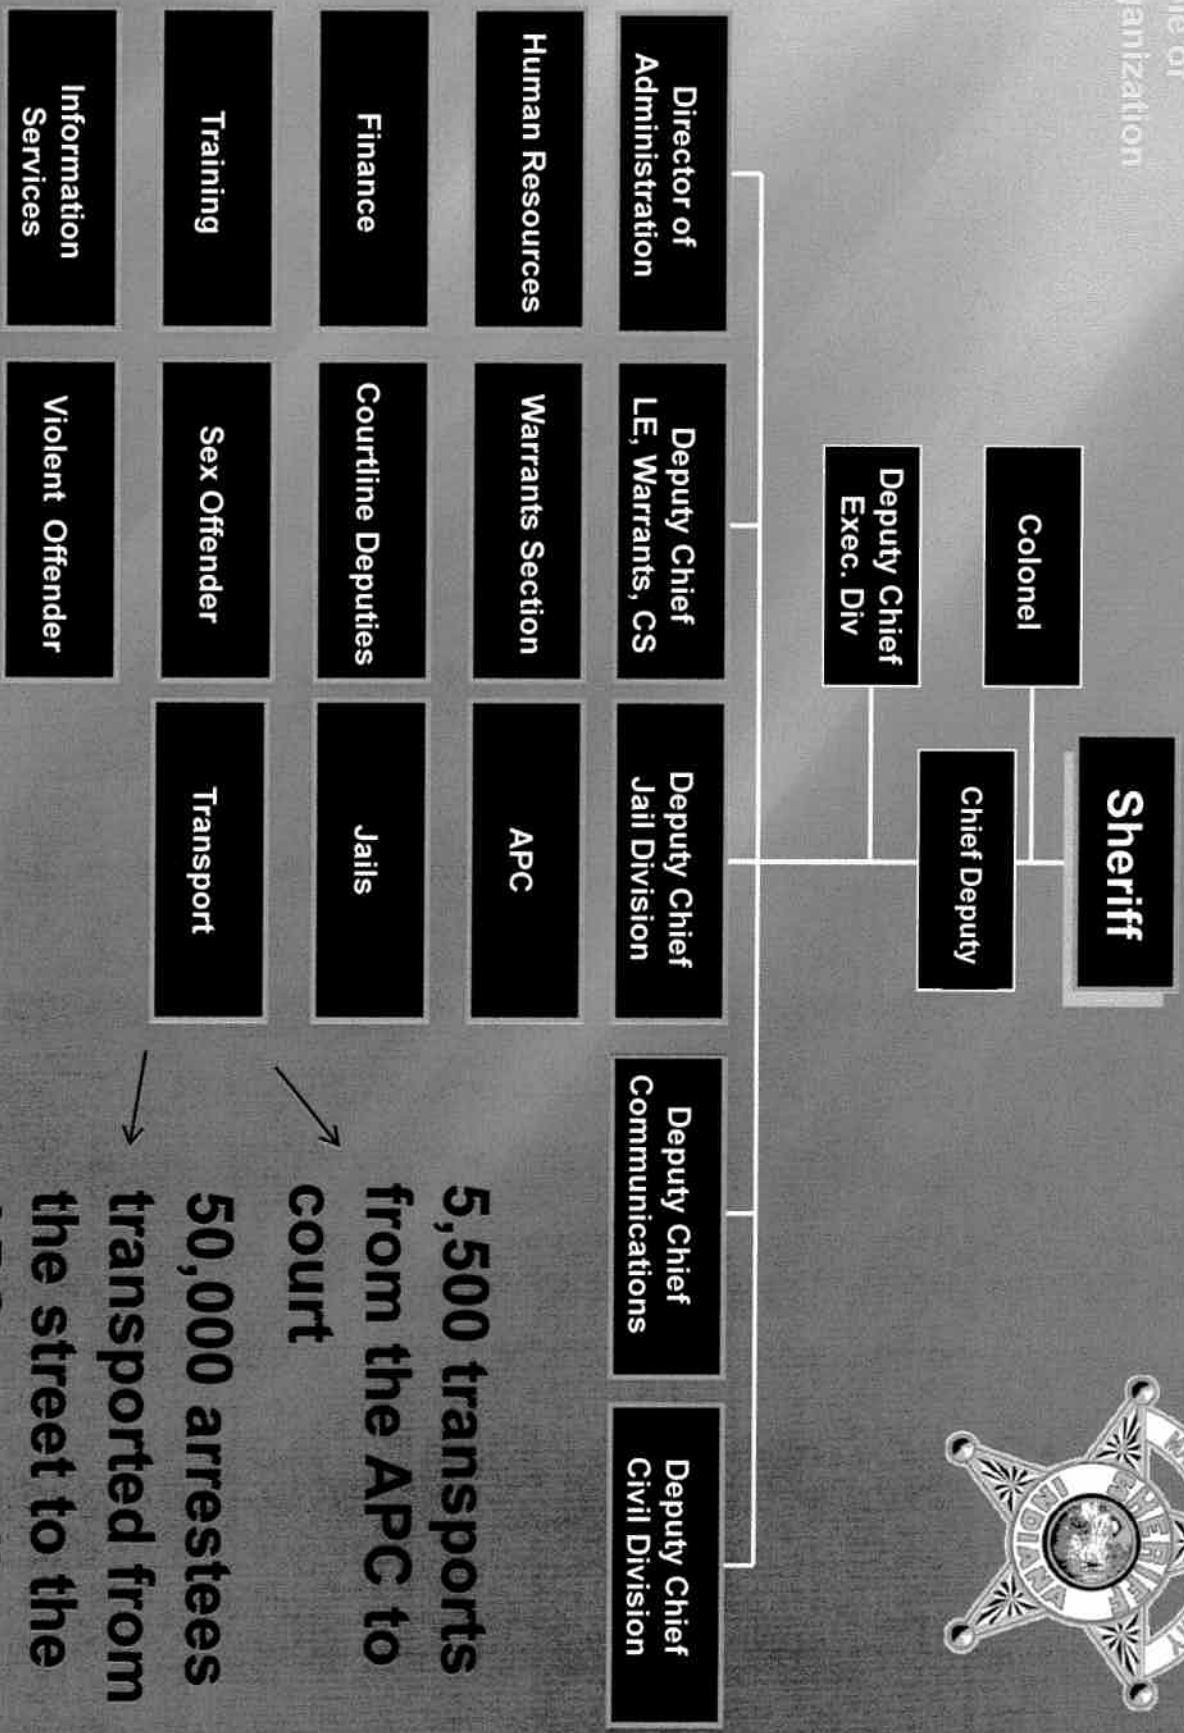 anization
Sheriff
Colonel
Chief Deputy
Deputy Chief
Exec. Div
Director of
Administration
Deputy Chief
LE, Warrants, CS
Deputy Chief
Jail Division
Deputy Chief
Communications
Deputy Chief
Civil Division
Human Resources
Warrants Section
APC
Finance
Courtline Deputies
Jails
Training
Sex Offender
Transport
Information
Services
Violent Offender
5,500 transports
from the APC to
court
50,000 arrestees
transported from
the street to the
SHERIFF
INDIANA